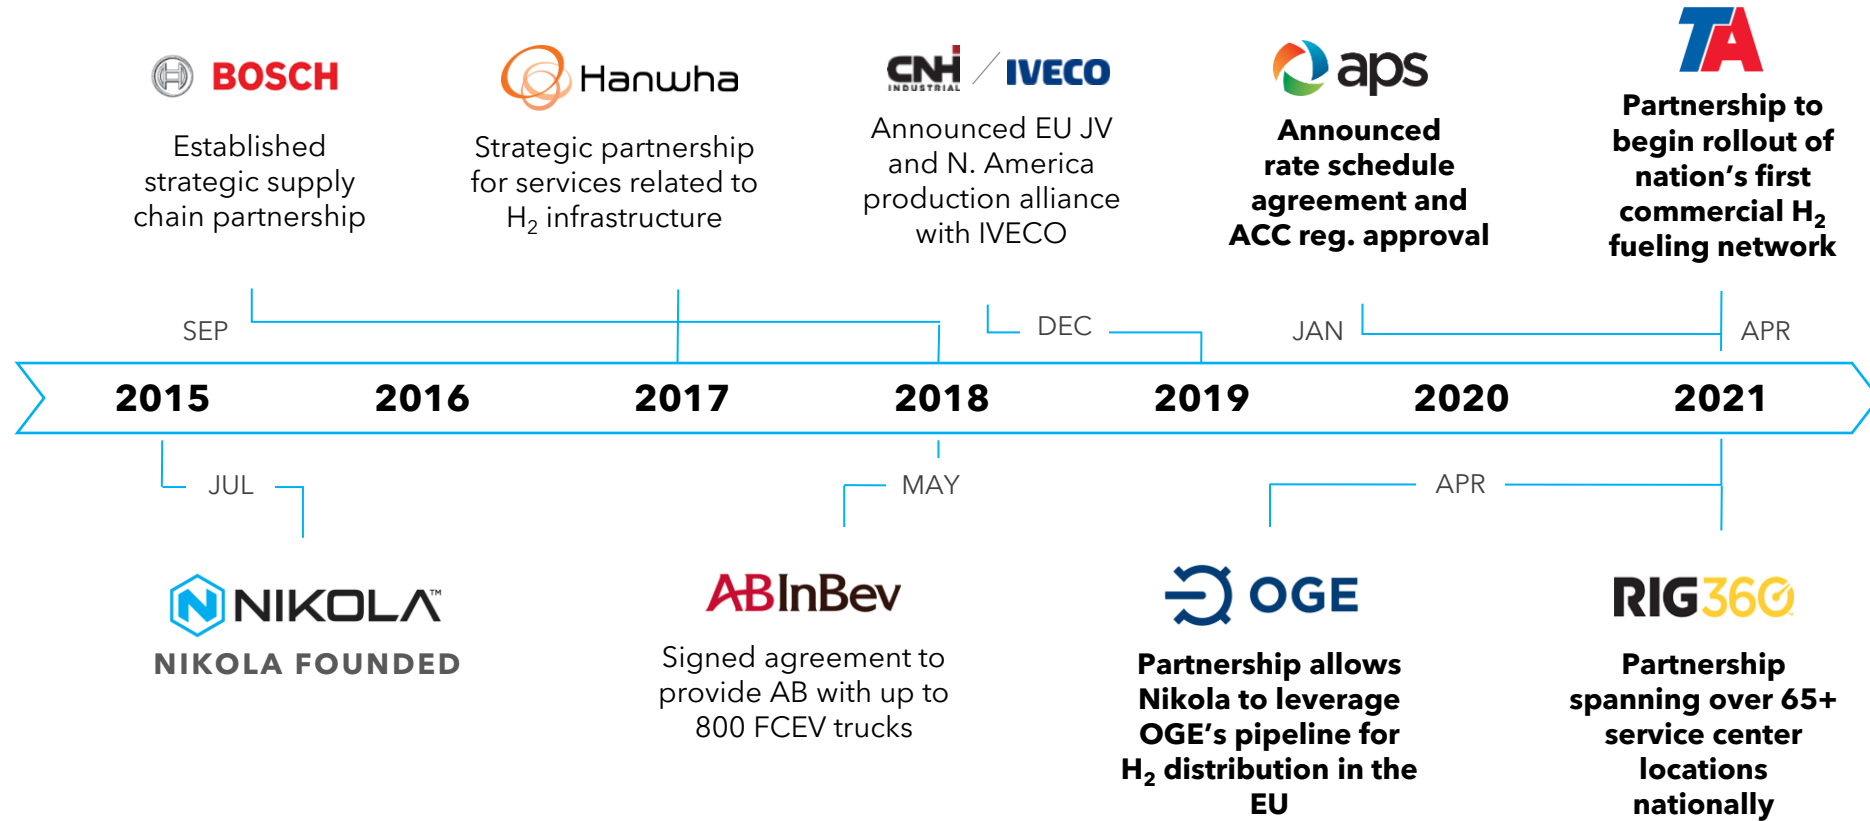 BOSCH
Established
strategic supply
chain partnership
Hanwha
Strategic partnership
for services related to
H₂ infrastructure
CNH INDUSTRIAL / IVECO
Announced EU JV
and N. America
production alliance
with IVECO
aps
Announced
rate schedule
agreement and
ACC reg. approval
TA
Partnership to
begin rollout of
nation's first
commercial H₂
fueling network
SEP
DEC
JAN
APR
2015 2016 2017 2018 2019 2020 2021
JUL
MAY
APR
NIKOLA™
NIKOLA FOUNDED
ABInBev
Signed agreement to
provide AB with up to
800 FCEV trucks
OGE
Partnership allows
Nikola to leverage
OGE's pipeline for
H₂ distribution in the
EU
RIG360
Partnership
spanning over 65+
service center
locations
nationally